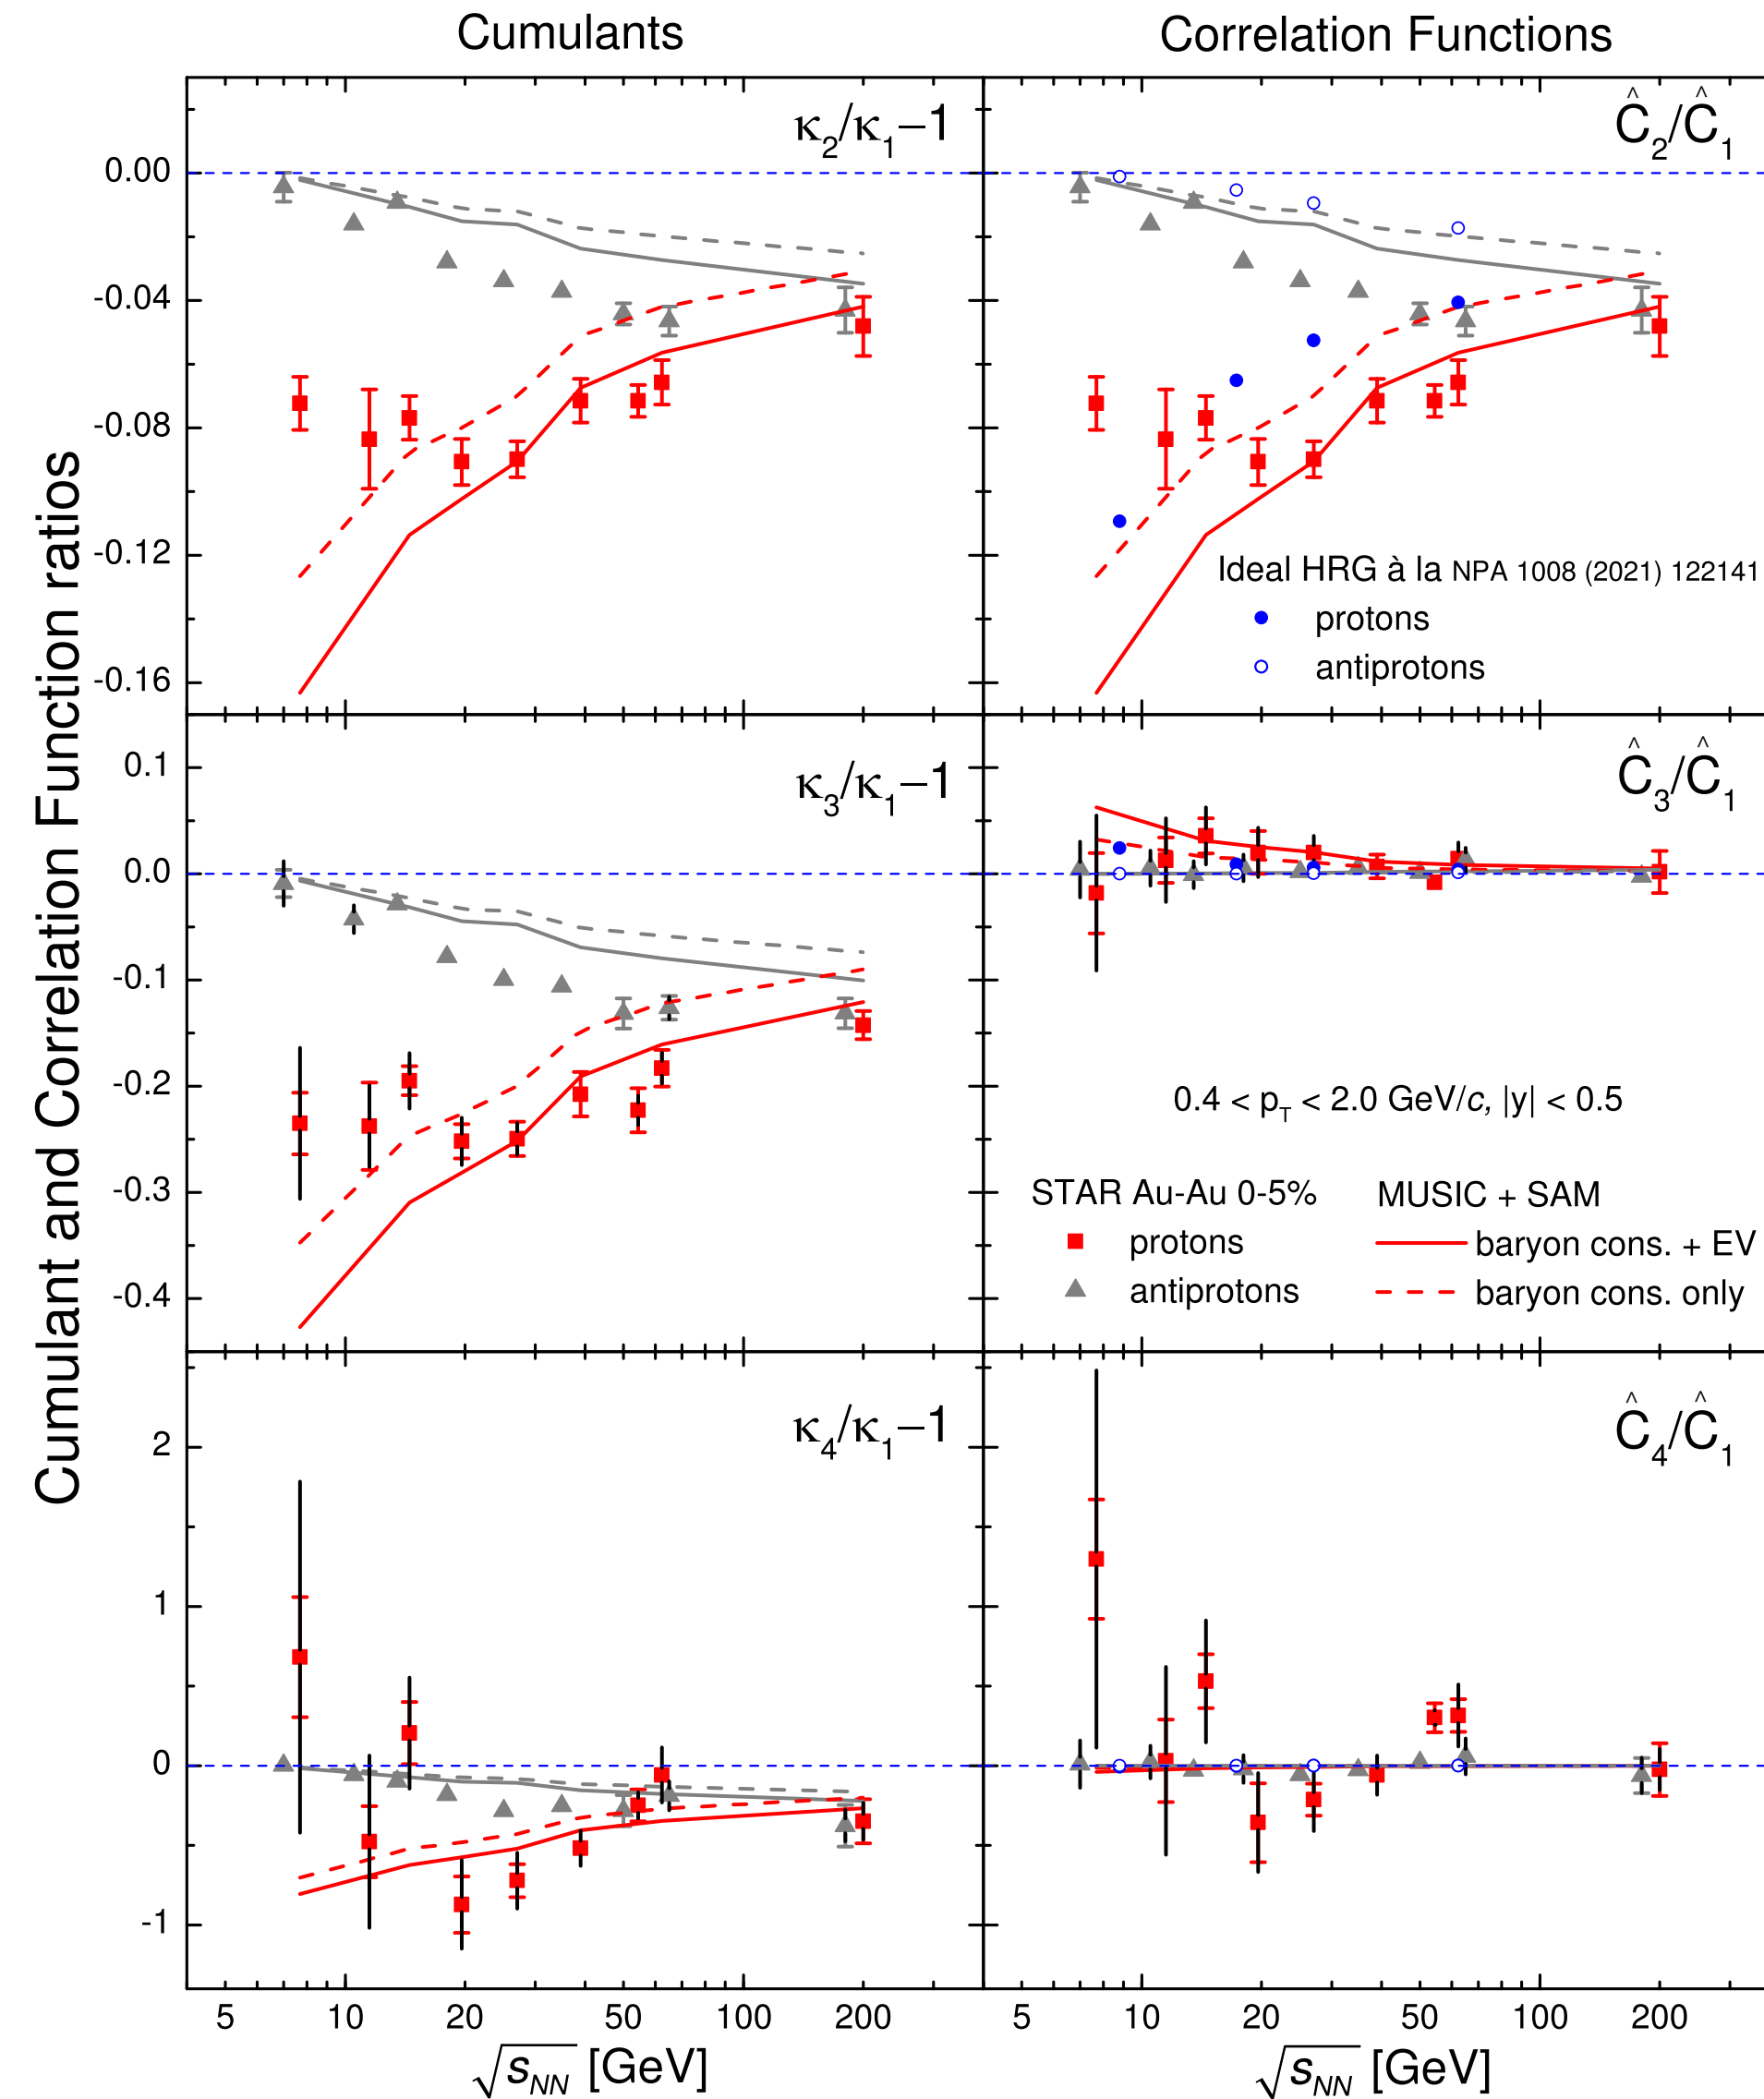 Cumulants
Correlation Functions
Cumulant and Correlation Function ratios
κ2/κ1−1
Ĉ2/Ĉ1
0.00
-0.04
-0.08
-0.12
-0.16
Ideal HRG à la NPA 1008 (2021) 122141
protons
antiprotons
κ3/κ1−1
Ĉ3/Ĉ1
0.1
0.0
-0.1
-0.2
-0.3
-0.4
0.4 < pT < 2.0 GeV/c, |y| < 0.5
STAR Au-Au 0-5%
protons
antiprotons
MUSIC + SAM
baryon cons. + EV
baryon cons. only
κ4/κ1−1
Ĉ4/Ĉ1
2
1
0
-1
5 10 20 50 100 200
5 10 20 50 100 200
√sNN [GeV]
√sNN [GeV]